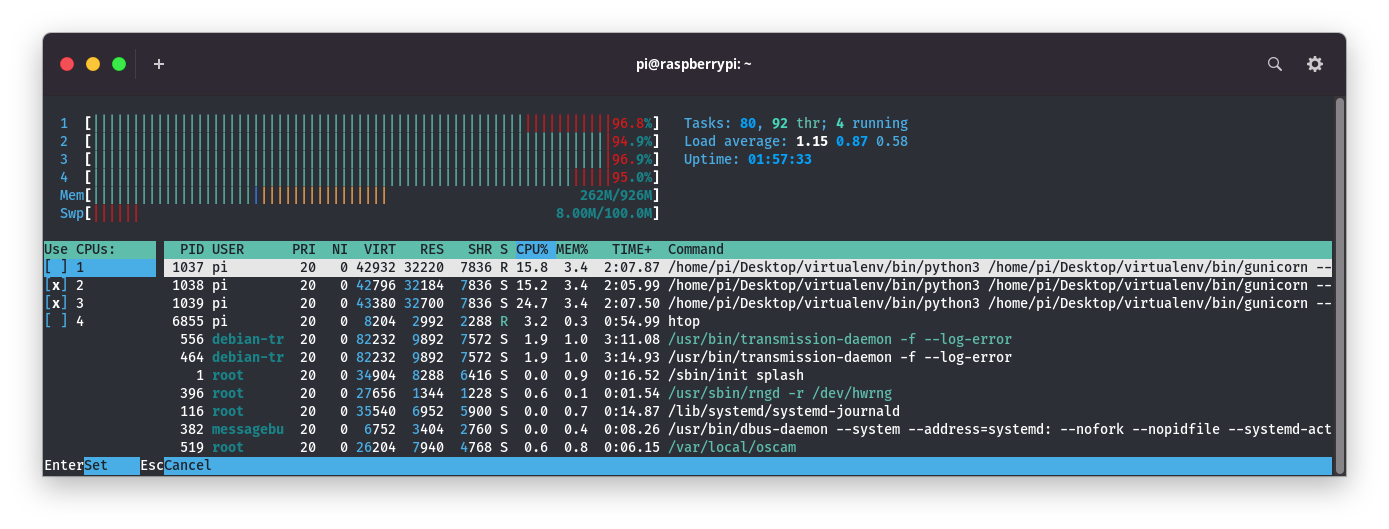 + pi@raspberrypi: ~
1 [96.8%] Tasks: 80, 92 thr; 4 running
2 [94.9%] Load average: 1.15 0.87 0.58
3 [96.9%] Uptime: 01:57:33
4 [95.0%]
Mem[262M/926M]
Swp[8.00M/100.0M]
Use CPUs: PID USER PRI NI VIRT RES SHR S CPU% MEM% TIME+ Command
[ ] 1 1037 pi 20 0 42932 32220 7836 R 15.8 3.4 2:07.87 /home/pi/Desktop/virtualenv/bin/python3 /home/pi/Desktop/virtualenv/bin/gunicorn --
[x] 2 1038 pi 20 0 42796 32184 7836 S 15.2 3.4 2:05.99 /home/pi/Desktop/virtualenv/bin/python3 /home/pi/Desktop/virtualenv/bin/gunicorn --
[x] 3 1039 pi 20 0 43380 32700 7836 S 24.7 3.4 2:07.50 /home/pi/Desktop/virtualenv/bin/python3 /home/pi/Desktop/virtualenv/bin/gunicorn --
[ ] 4 6855 pi 20 0 8204 2992 2288 R 3.2 0.3 0:54.99 htop
556 debian-tr 20 0 82232 9892 7572 S 1.9 1.0 3:11.08 /usr/bin/transmission-daemon -f --log-error
464 debian-tr 20 0 82232 9892 7572 S 1.9 1.0 3:14.93 /usr/bin/transmission-daemon -f --log-error
1 root 20 0 34904 8288 6416 S 0.0 0.9 0:16.52 /sbin/init splash
396 root 20 0 27656 1344 1228 S 0.6 0.1 0:01.54 /usr/sbin/rngd -r /dev/hwrng
116 root 20 0 35540 6952 5900 S 0.0 0.7 0:14.87 /lib/systemd/systemd-journald
382 messagebu 20 0 6752 3404 2760 S 0.0 0.4 0:08.26 /usr/bin/dbus-daemon --system --address=systemd: --nofork --nopidfile --systemd-act
519 root 20 0 26204 7940 4768 S 0.6 0.8 0:06.15 /var/local/oscam
EnterSet EscCancel